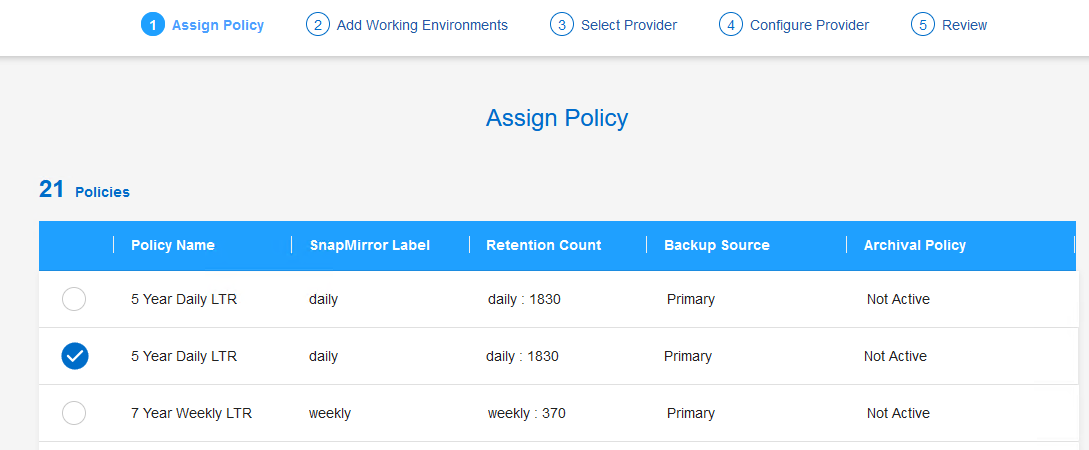 1 Assign Policy 2 Add Working Environments 3 Select Provider 4 Configure Provider 5 Review
Assign Policy
21 Policies
Policy Name SnapMirror Label Retention Count Backup Source Archival Policy
5 Year Daily LTR daily daily : 1830 Primary Not Active
5 Year Daily LTR daily daily : 1830 Primary Not Active
7 Year Weekly LTR weekly weekly : 370 Primary Not Active